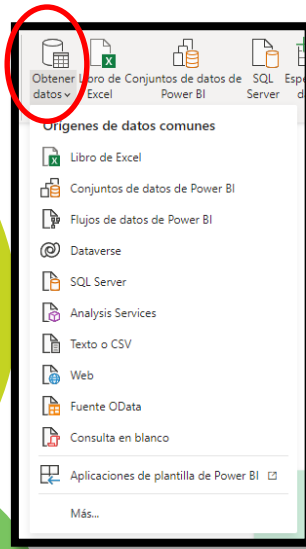 Obtener Libro de Conjuntos de datos de SQL
datos Excel Power BI Server
Orígenes de datos comunes
Libro de Excel
Conjuntos de datos de Power BI
Flujos de datos de Power BI
Dataverse
SQL Server
Analysis Services
Texto o CSV
Web
Fuente OData
Consulta en blanco
Aplicaciones de plantilla de Power BI
Más...